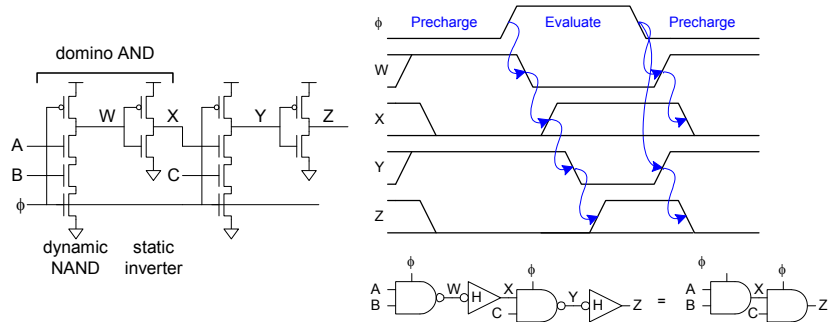 domino AND
W
X
Y
Z
A
B
C
ϕ
dynamic
NAND
static
inverter
ϕ
Precharge
Evaluate
Precharge
W
X
Y
Z
ϕ
ϕ
A
B
W
H
X
C
Y
H
Z
=
ϕ
ϕ
A
B
X
C
Z